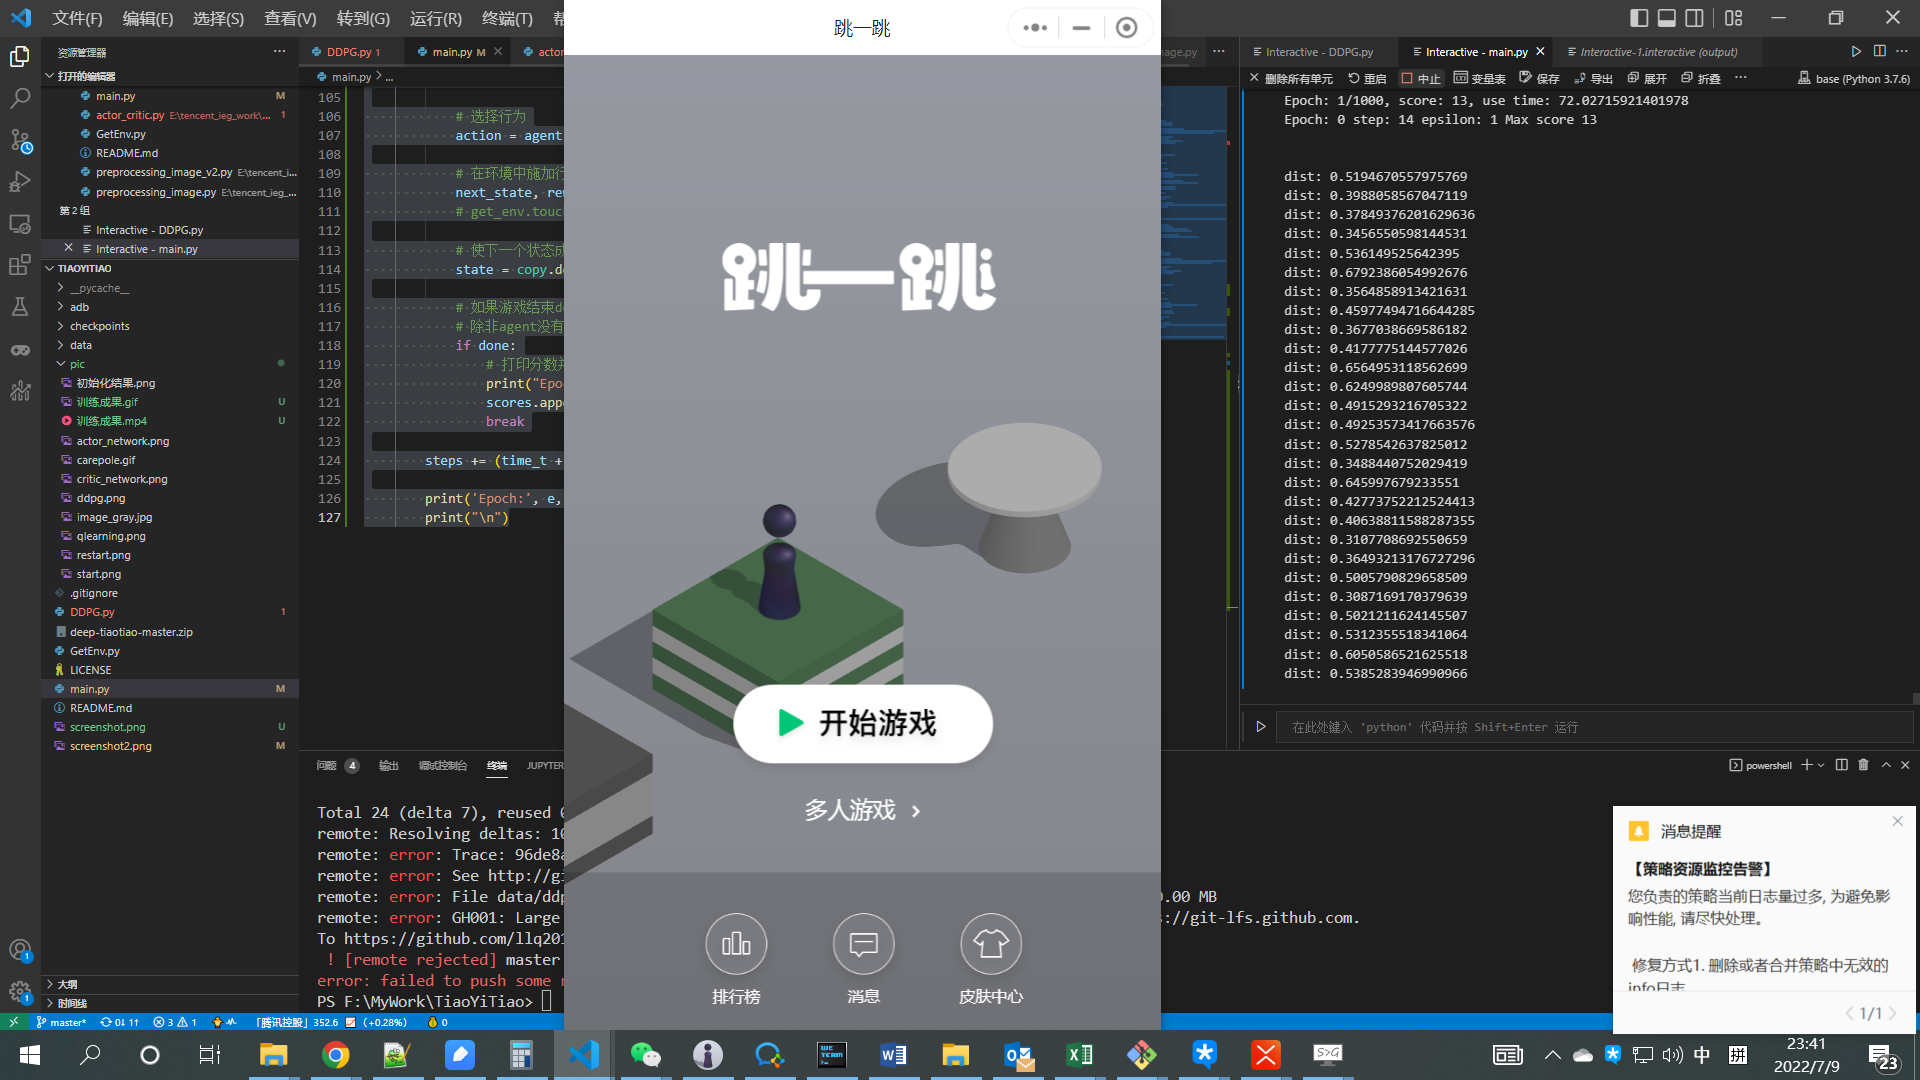 文件(F) 编辑(E) 选择(S) 查看(V) 转到(G) 运行(R) 终端(T) 帮
资源管理器
打开的编辑器
main.py M
actor_critic.py E:\tencent_ieg_work\... 1
GetEnv.py
README.md
preprocessing_image_v2.py E:\tencent_i...
preprocessing_image.py E:\tencent_ieg_...
第 2 组
Interactive - DDPG.py
Interactive - main.py
TIAOYITIAO
__pycache__
adb
checkpoints
data
pic
初始化结果.png
训练成果.gif U
训练成果.mp4 U
actor_network.png
carepole.gif
critic_network.png
ddpg.png
image_gray.jpg
qlearning.png
restart.png
start.png
.gitignore
DDPG.py 1
deep-tiaotiao-master.zip
GetEnv.py
LICENSE
main.py M
README.md
screenshot.png U
screenshot2.png M
大纲
时间线
DDPG.py 1 main.py M actor
main.py > ...
105
106 # 选择行为
107 action = agent
108
109 # 在环境中施加行
110 next_state, re
111 # get_env.touc
112
113 # 使下一个状态成
114 state = copy.d
115
116 # 如果游戏结束d
117 # 除非agent没有
118 if done:
119 # 打印分数并
120 print("Epo
121 scores.app
122 break
123
124 steps += (time_t +
125
126 print('Epoch:', e,
127 print("\n")
跳一跳
跳一跳
开始游戏
多人游戏 ›
排行榜 消息 皮肤中心
age.py
Interactive - DDPG.py Interactive - main.py Interactive-1.interactive (output)
删除所有单元 重启 中止 变量表 保存 导出 展开 折叠 base (Python 3.7.6)
Epoch: 1/1000, score: 13, use time: 72.02715921401978
Epoch: 0 step: 14 epsilon: 1 Max score 13
dist: 0.5194670557975769
dist: 0.3988058567047119
dist: 0.37849376201629636
dist: 0.3456550598144531
dist: 0.536149525642395
dist: 0.6792386054992676
dist: 0.3564858913421631
dist: 0.45977494716644285
dist: 0.3677038669586182
dist: 0.4177775144577026
dist: 0.6564953118562699
dist: 0.6249989807605744
dist: 0.4915293216705322
dist: 0.49253573417663576
dist: 0.5278542637825012
dist: 0.3488440752029419
dist: 0.645997679233551
dist: 0.42773752212524413
dist: 0.40638811588287355
dist: 0.3107708692550659
dist: 0.36493213176727296
dist: 0.5005790829658509
dist: 0.3087169170379639
dist: 0.5021211624145507
dist: 0.5312355518341064
dist: 0.6050586521625518
dist: 0.5385283946990966
在此处键入 'python' 代码并按 Shift+Enter 运行
问题 4 输出 调试控制台 终端 JUPYTER
powershell
Total 24 (delta 7), reused
remote: Resolving deltas: 10
remote: error: Trace: 96de8a
remote: error: See http://gi
remote: error: File data/ddp 0.00 MB
remote: error: GH001: Large ://git-lfs.github.com.
To https://github.com/llq201
! [remote rejected] master
error: failed to push some
PS F:\MyWork\TiaoYiTiao>
消息提醒
【策略资源监控告警】
您负责的策略当前日志量过多, 为避免影
响性能, 请尽快处理。
修复方式1. 删除或者合并策略中无效的
info日志
1/1
master* 0↓ 1↑ 3 1 「腾讯控股」352.6 (+0.28%) 0
WE TEAM
S>G
中 拼
23:41
2022/7/9
23